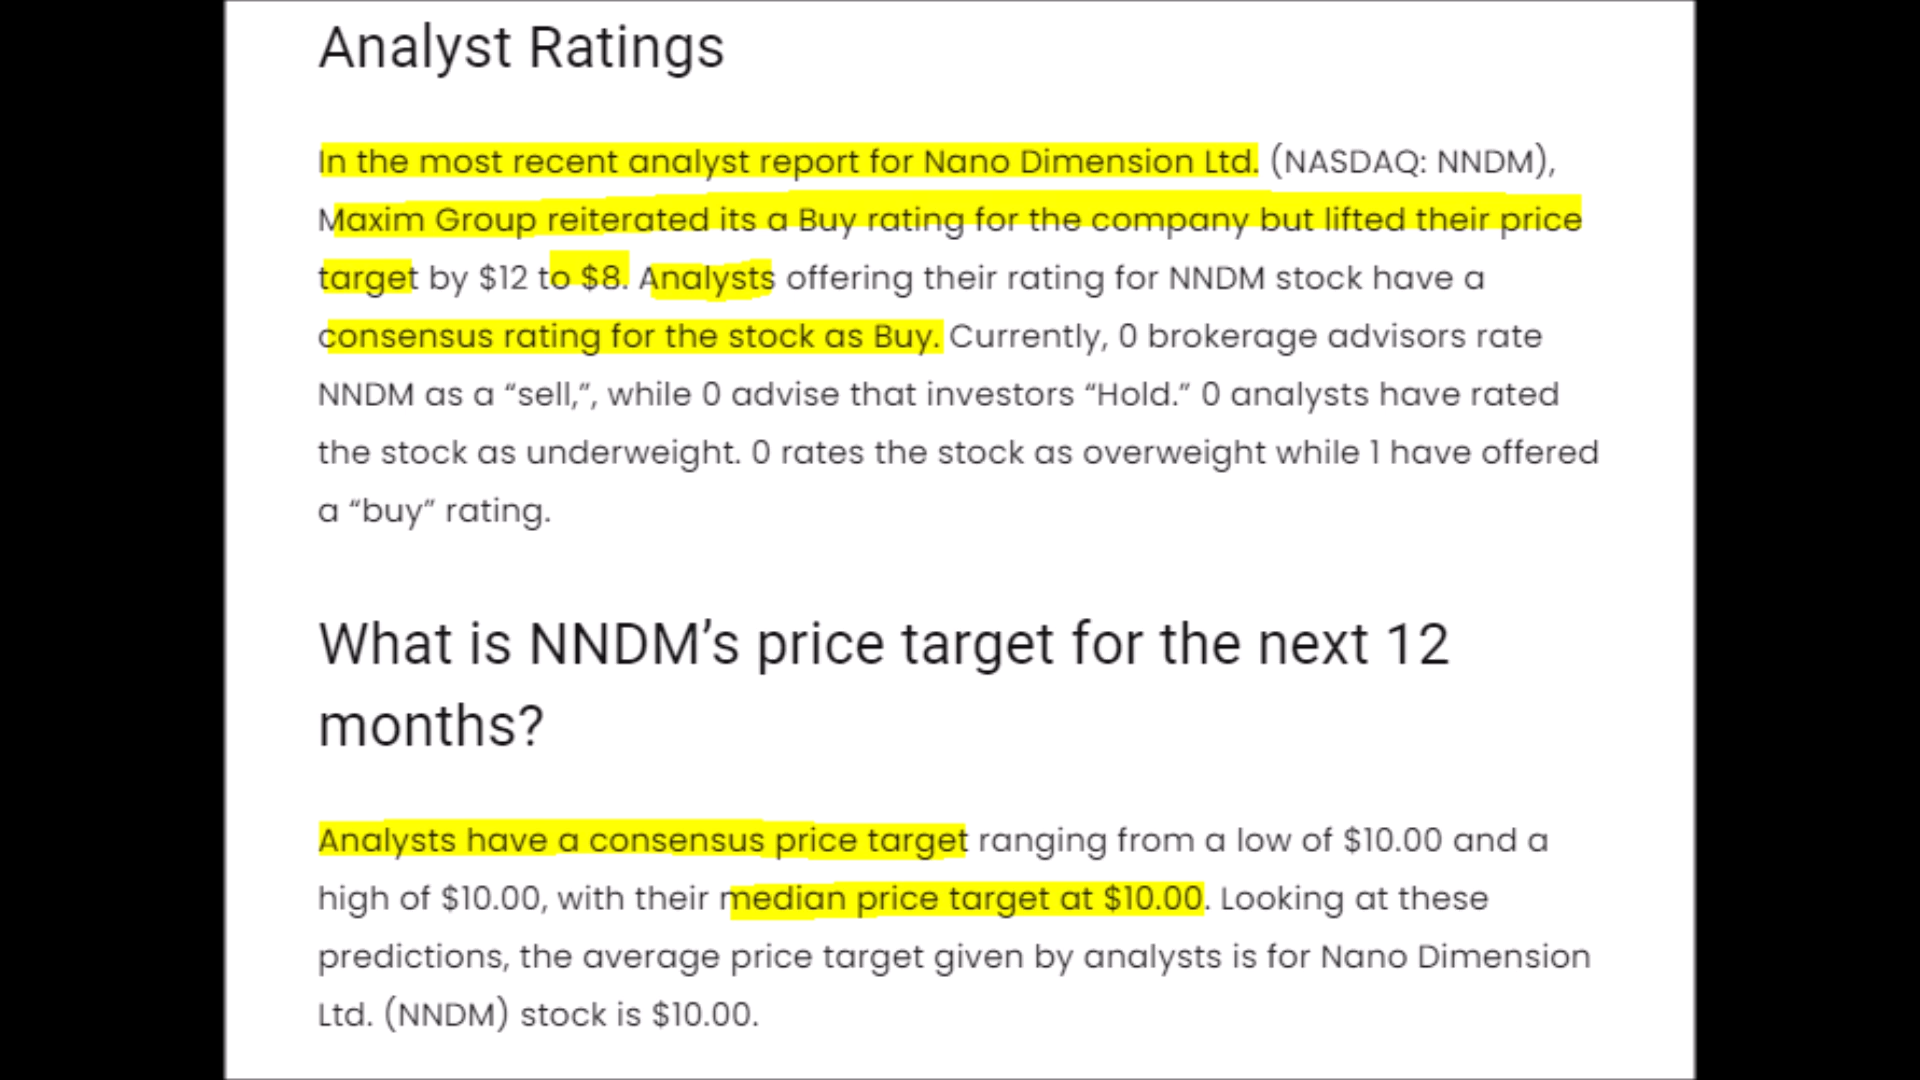 Analyst Ratings
In the most recent analyst report for Nano Dimension Ltd. (NASDAQ: NNDM),
Maxim Group reiterated its a Buy rating for the company but lifted their price
target by $12 to $8. Analysts offering their rating for NNDM stock have a
consensus rating for the stock as Buy. Currently, 0 brokerage advisors rate
NNDM as a “sell,”, while 0 advise that investors “Hold.” 0 analysts have rated
the stock as underweight. 0 rates the stock as overweight while 1 have offered
a “buy” rating.
What is NNDM’s price target for the next 12
months?
Analysts have a consensus price target ranging from a low of $10.00 and a
high of $10.00, with their median price target at $10.00. Looking at these
predictions, the average price target given by analysts is for Nano Dimension
Ltd. (NNDM) stock is $10.00.